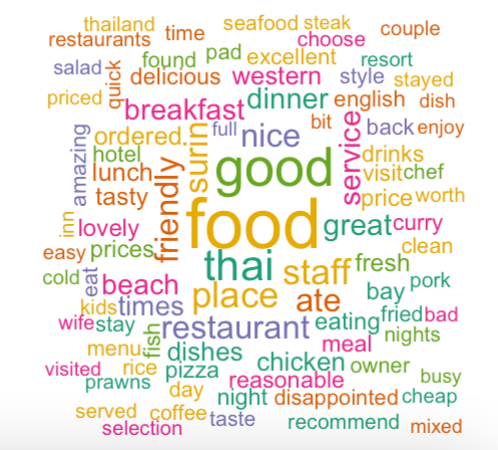 thailand seafood steak couple
restaurants time choose
found pad excellent resort
salad quick delicious western style stayed
priced breakfast dinner english dish
ordered. surin full nice bit service back enjoy
amazing hotel good drinks
lunch friendly visit chef
tasty price worth
inn lovely food great curry
easy prices thai clean
cold eat beach staff fresh pork
kids times place ate bay
wife stay restaurant eating fried bad
menu fish dishes meal nights
visited rice pizza chicken owner
prawns reasonable busy
day night disappointed cheap
served coffee taste recommend
selection mixed